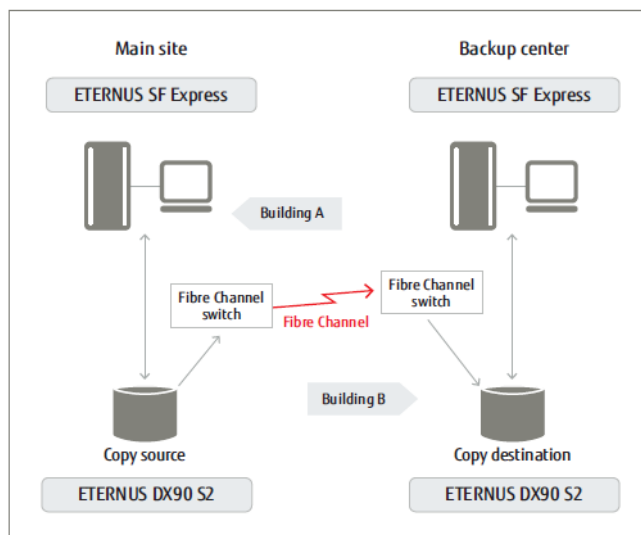 Main site
Backup center
ETERNUS SF Express
ETERNUS SF Express
Building A
Fibre Channel
switch
Fibre Channel
switch
Fibre Channel
Building B
Copy source
Copy destination
ETERNUS DX90 S2
ETERNUS DX90 S2